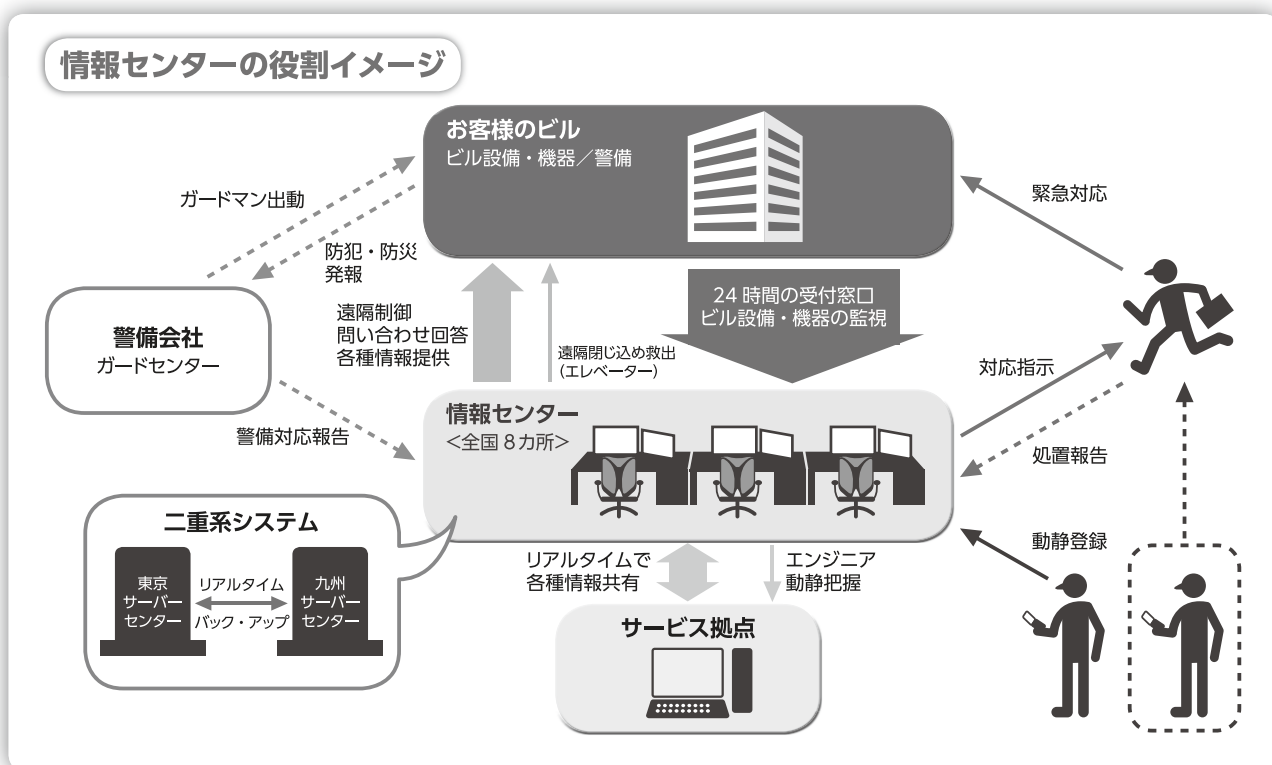 情報センターの役割イメージ
お客様のビル
ビル設備・機器／警備
ガードマン出動
防犯・防災
発報
緊急対応
警備会社
ガードセンター
遠隔制御
問い合わせ回答
各種情報提供
遠隔閉じ込め救出
(エレベーター)
24 時間の受付窓口
ビル設備・機器の監視
対応指示
警備対応報告
情報センター
<全国 8カ所>
処置報告
二重系システム
東京
サーバー
センター
リアルタイム
バック・アップ
九州
サーバー
センター
リアルタイムで
各種情報共有
エンジニア
動静把握
動静登録
サービス拠点